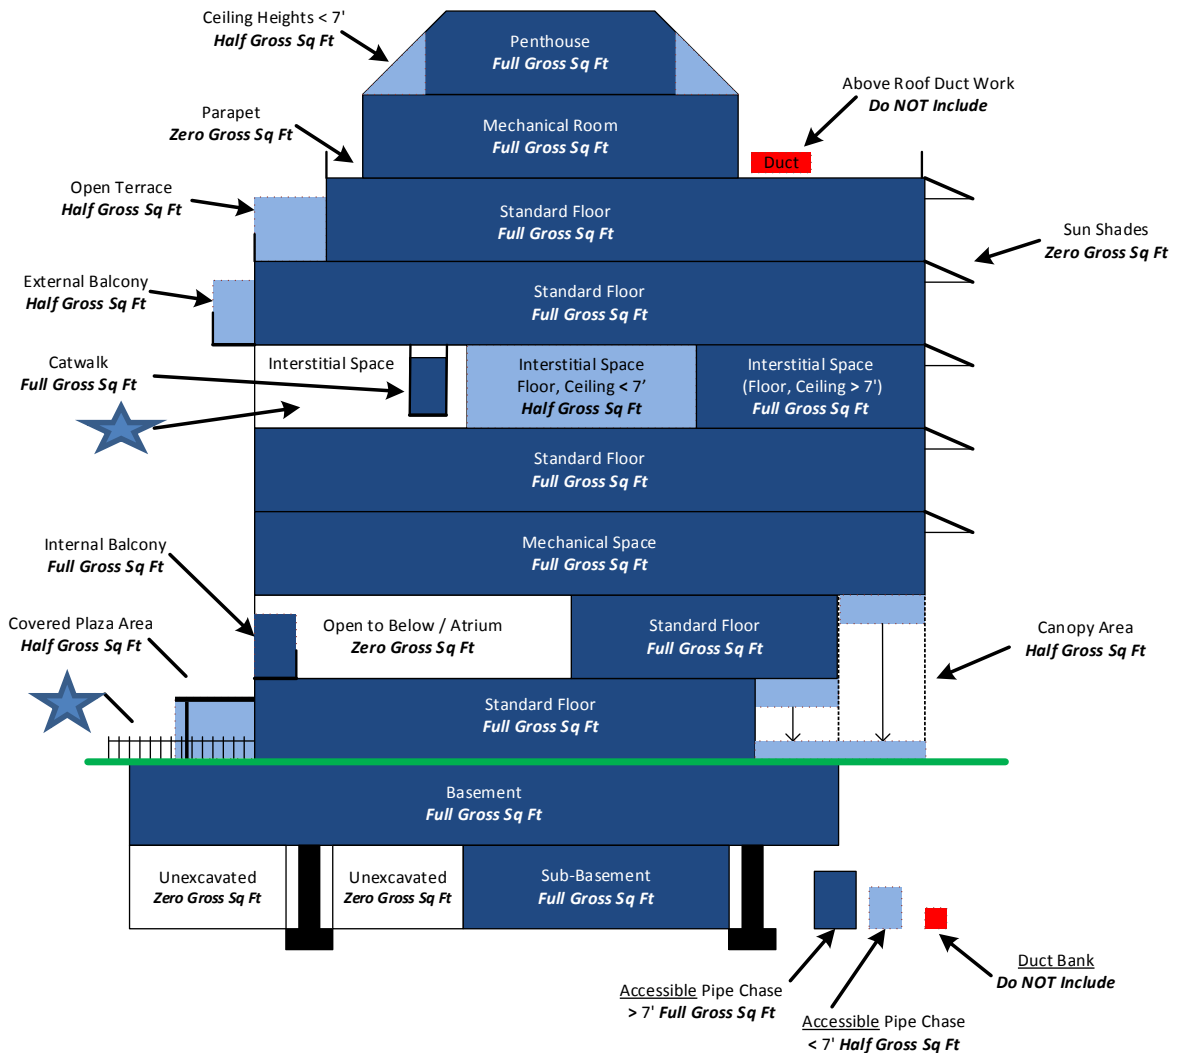 Ceiling Heights < 7'
Half Gross Sq Ft
Penthouse
Full Gross Sq Ft
Above Roof Duct Work
Do NOT Include
Parapet
Zero Gross Sq Ft
Mechanical Room
Full Gross Sq Ft
Duct
Open Terrace
Half Gross Sq Ft
Standard Floor
Full Gross Sq Ft
Sun Shades
Zero Gross Sq Ft
External Balcony
Half Gross Sq Ft
Standard Floor
Full Gross Sq Ft
Catwalk
Full Gross Sq Ft
Interstitial Space
Interstitial Space
Floor, Ceiling < 7’
Half Gross Sq Ft
Interstitial Space
(Floor, Ceiling > 7')
Full Gross Sq Ft
Standard Floor
Full Gross Sq Ft
Mechanical Space
Full Gross Sq Ft
Internal Balcony
Full Gross Sq Ft
Covered Plaza Area
Half Gross Sq Ft
Open to Below / Atrium
Zero Gross Sq Ft
Standard Floor
Full Gross Sq Ft
Canopy Area
Half Gross Sq Ft
Standard Floor
Full Gross Sq Ft
Basement
Full Gross Sq Ft
Unexcavated
Zero Gross Sq Ft
Unexcavated
Zero Gross Sq Ft
Sub-Basement
Full Gross Sq Ft
Accessible Pipe Chase
> 7' Full Gross Sq Ft
Accessible Pipe Chase
< 7' Half Gross Sq Ft
Duct Bank
Do NOT Include